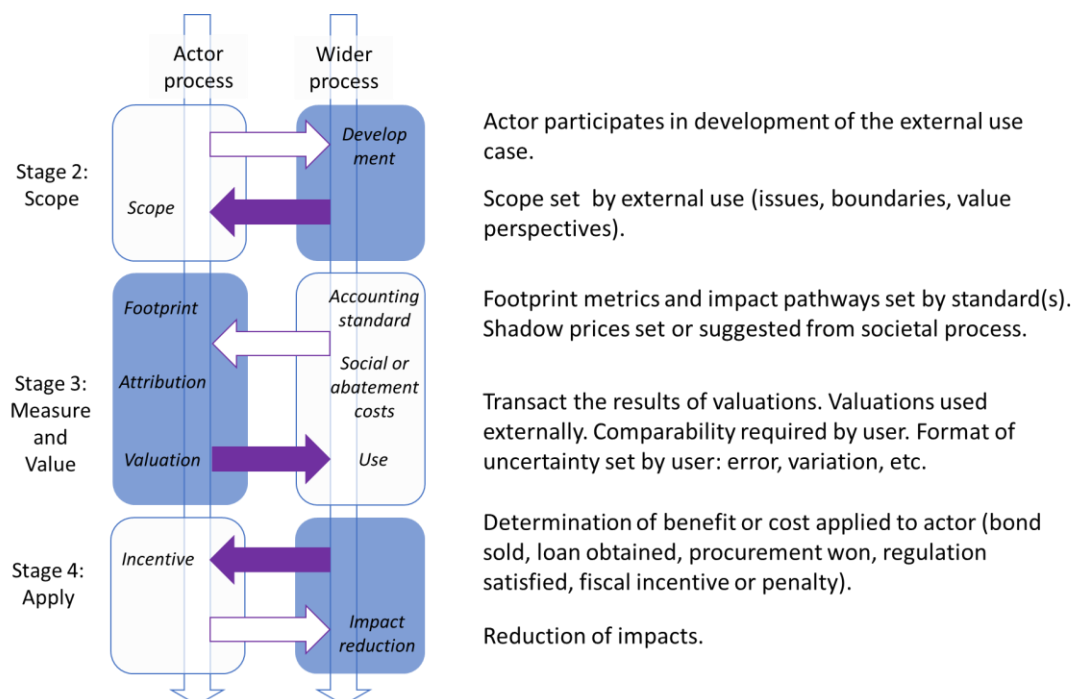 Actor
process
Wider
process
Stage 2:
Scope
Develop
ment
Scope
Actor participates in development of the external use
case.
Scope set  by external use (issues, boundaries, value
perspectives).
Stage 3:
Measure
and
Value
Footprint
Attribution
Valuation
Accounting
standard
Social or
abatement
costs
Use
Footprint metrics and impact pathways set by standard(s).
Shadow prices set or suggested from societal process.
Transact the results of valuations. Valuations used
externally. Comparability required by user. Format of
uncertainty set by user: error, variation, etc.
Stage 4:
Apply
Incentive
Impact
reduction
Determination of benefit or cost applied to actor (bond
sold, loan obtained, procurement won, regulation
satisfied, fiscal incentive or penalty).
Reduction of impacts.